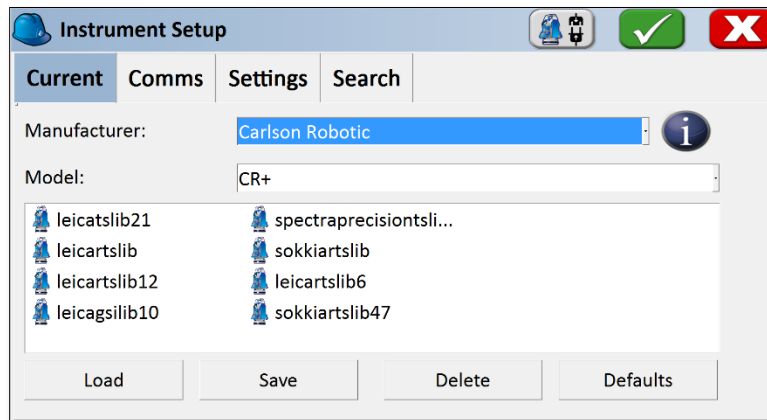 Instrument Setup
Current Comms Settings Search
Manufacturer: Carlson Robotic
Model: CR+
leicatslib21 spectraprecisiontsli...
leicartslib sokkiartslib
leicartslib12 leicartslib6
leicagsilib10 sokkiartslib47
Load Save Delete Defaults